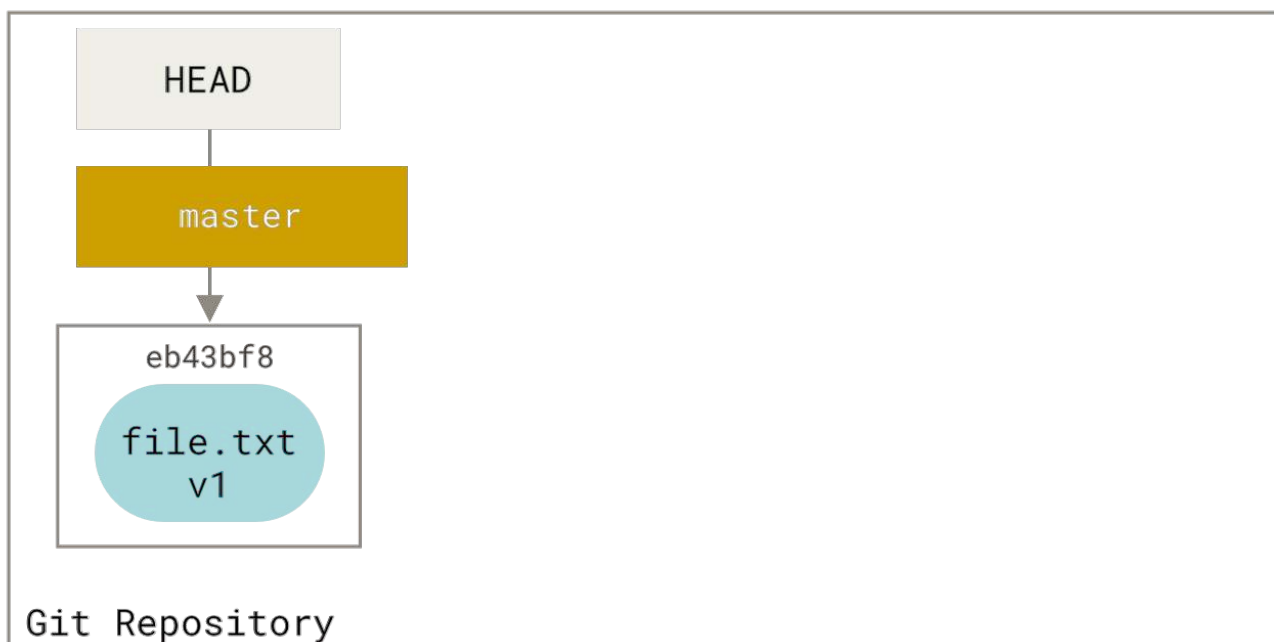 HEAD
master
eb43bf8
file.txt
v1
Git Repository